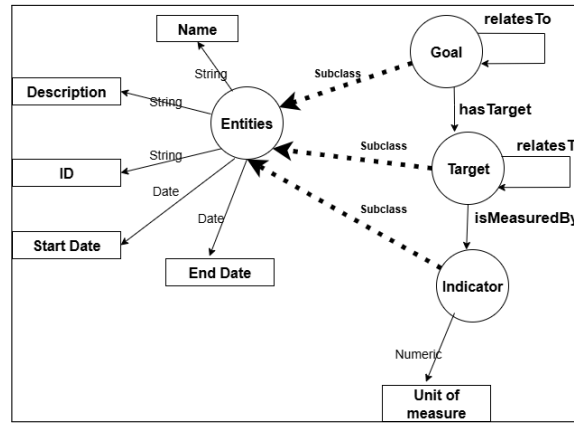 Name
relatesTo
Goal
String
Subclass
Description
String
hasTarget
Entities
String
Subclass
relatesT
ID
Target
Date
Subclass
isMeasuredBy
Start Date
Date
End Date
Indicator
Numeric
Unit of
measure